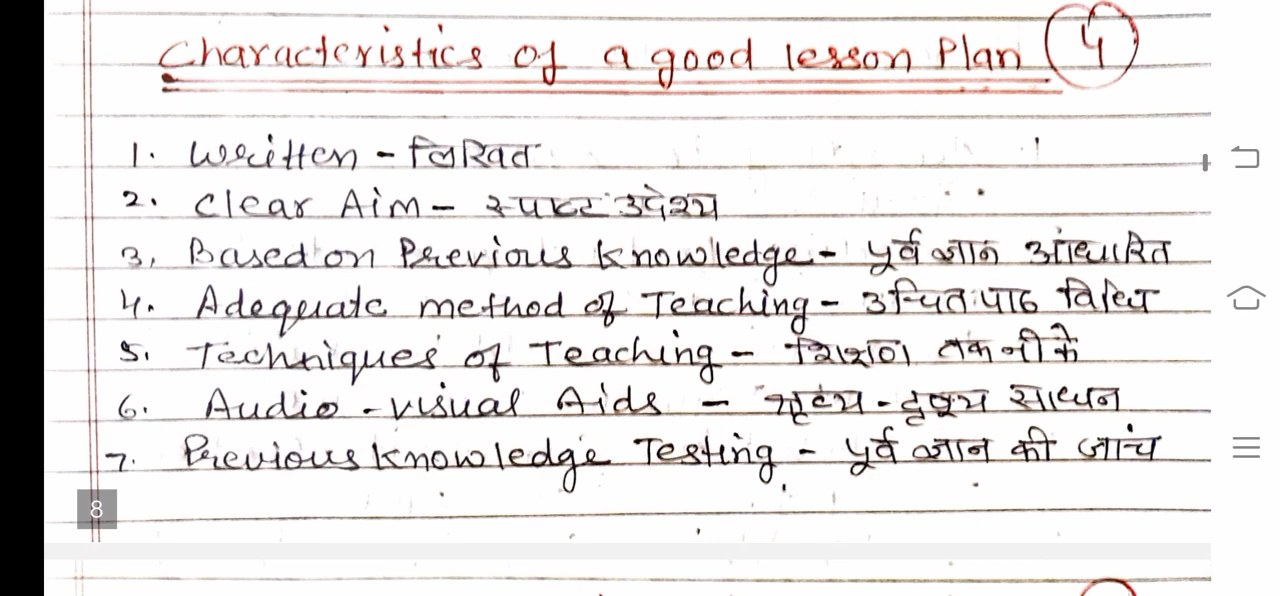 Characteristics of a good lesson Plan 4
1. Written - लिखित
2. Clear Aim - स्पष्ट उदेश्य
3. Based on Previous Knowledge - पूर्व ज्ञान आधारित
4. Adequate method of Teaching - उचित पाठ विधि
5. Techniques of Teaching - शिक्षण तकनीकें
6. Audio-visual Aids - दृश्य साधन
7. Previous Knowledge Testing - पूर्व ज्ञान की जांच
8